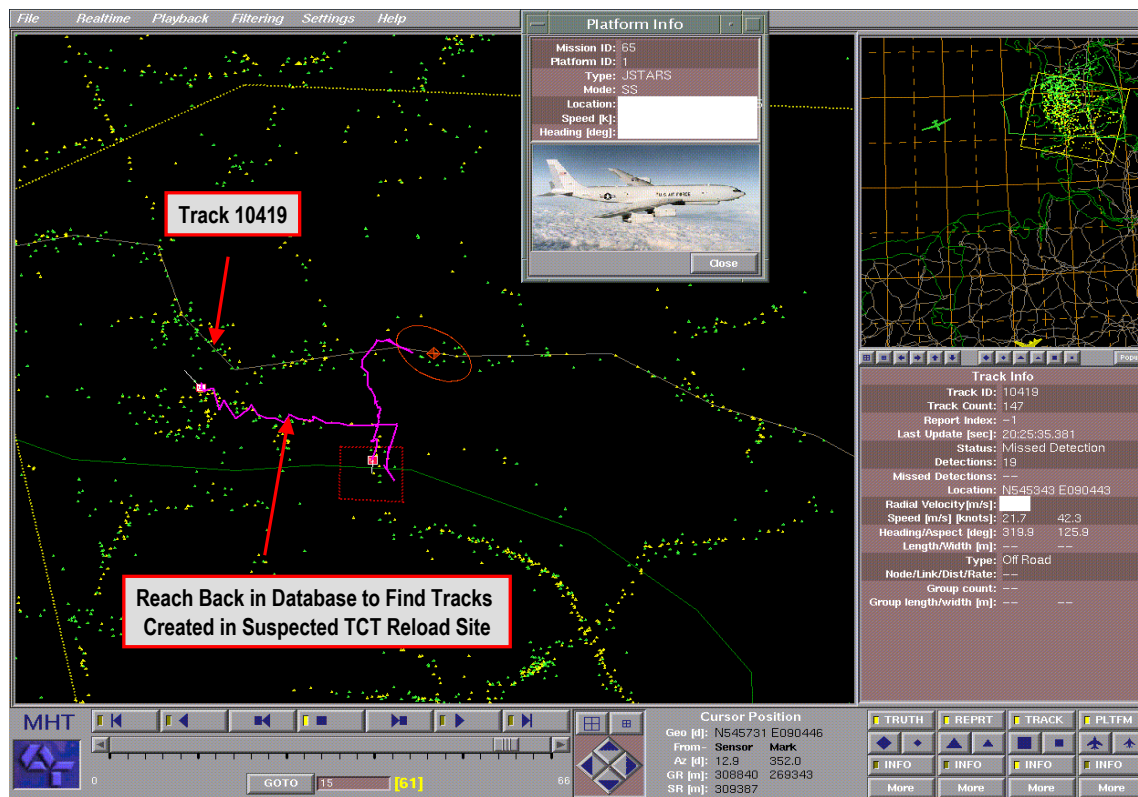 File Realtime Playback Filtering Settings Help
Platform Info
Mission ID: 65
Platform ID: 1
Type: JSTARS
Mode: SS
Location:
Speed [k]:
Heading [deg]:
U.S. AIR FORCE
Close
Track 10419
Reach Back in Database to Find Tracks
Created in Suspected TCT Reload Site
Popu
Track Info
Track ID: 10419
Track Count: 147
Report Index: -1
Last Update [sec]: 20:25:35.381
Status: Missed Detection
Detections: 19
Missed Detections: --
Location: N545343 E090443
Radial Velocity[m/s]:
Speed [m/s] [knots]: 21.7 42.3
Heading/Aspect [deg]: 319.9 125.9
Length/Width [m]: -- --
Type: Off Road
Node/Link/Dist/Rate: --
Group count: --
Group length/width [m]: -- --
MHT
0 66
GOTO 15 [61]
Cursor Position
Geo [d]: N545731 E090446
From- Sensor Mark
Az [d]: 12.9 352.0
GR [m]: 308840 269343
SR [m]: 309387
TRUTH REPRT TRACK PLTFM
INFO INFO INFO INFO
More More More More